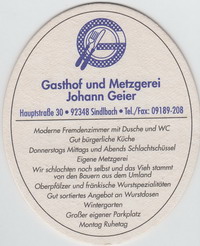 G
Gasthof und Metzgerei
Johann Geier
Hauptstraße 30 • 92348 Sindlbach • Tel./Fax: 09189-208
Moderne Fremdenzimmer mit Dusche und WC
Gut bürgerliche Küche
Donnerstags Mittags und Abends Schlachtschüssel
Eigene Metzgerei
Wir schlachten noch selbst und das Vieh stammt
von den Bauern aus dem Umland
Oberpfälzer und fränkische Wurstspezialitäten
Gut sortiertes Angebot an Wurstdosen
Wintergarten
Großer eigener Parkplatz
Montag Ruhetag